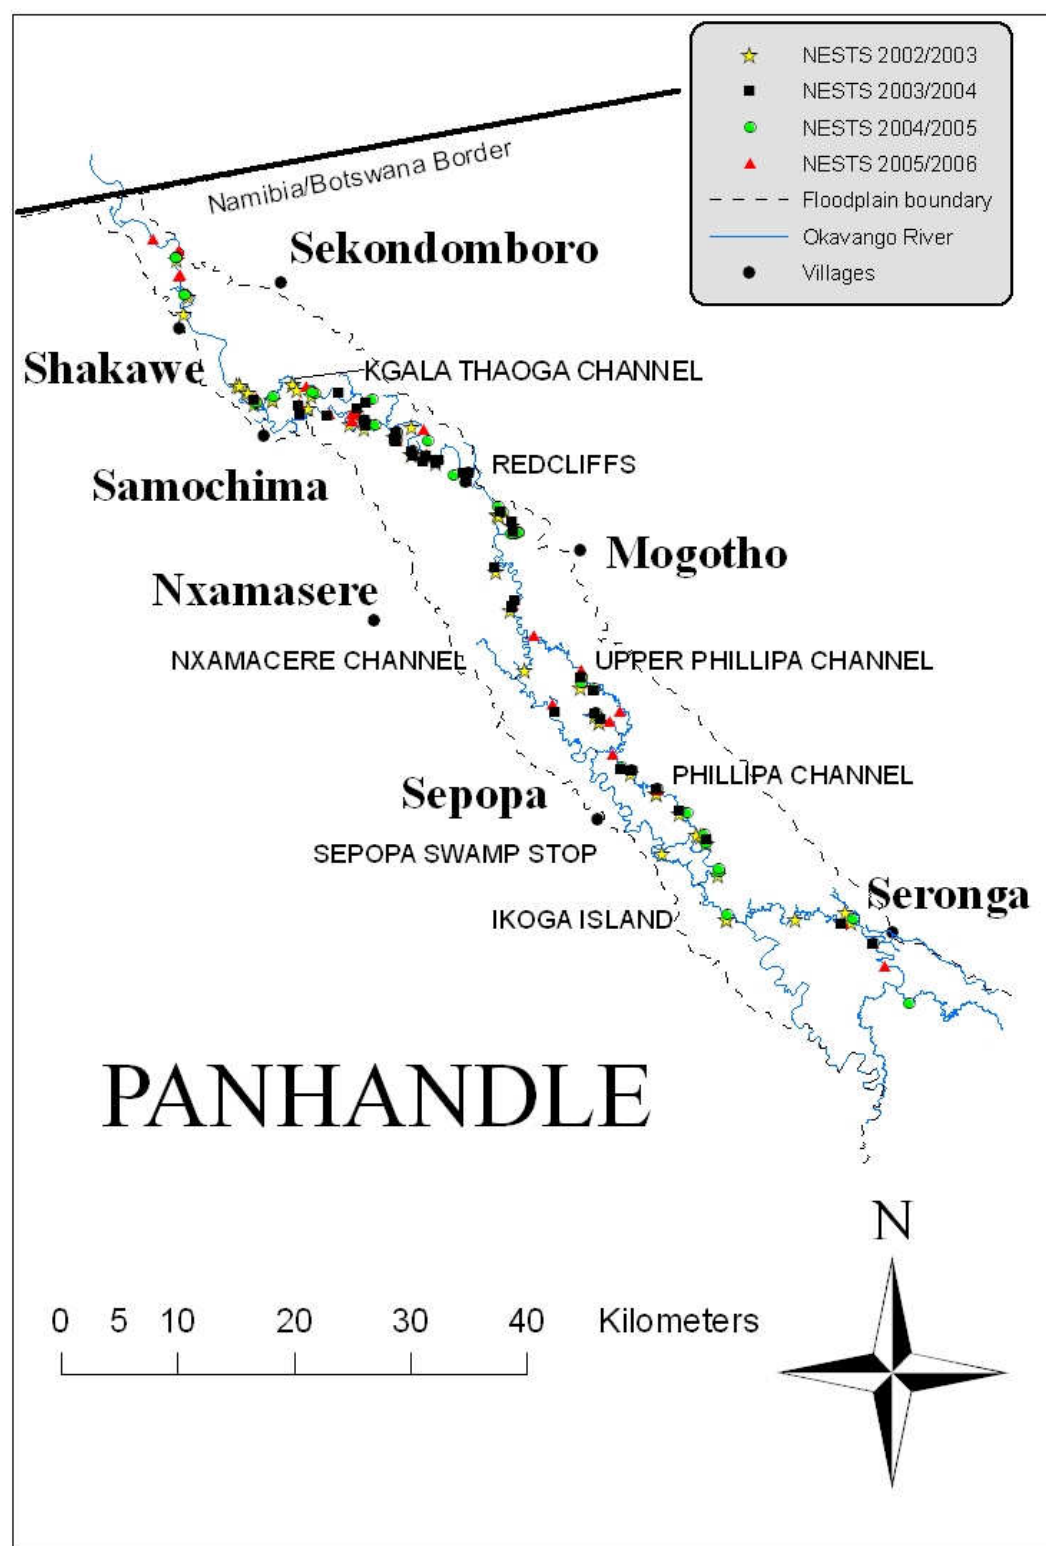 NESTS 2002/2003
NESTS 2003/2004
NESTS 2004/2005
NESTS 2005/2006
Floodplain boundary
Okavango River
Villages
Namibia/Botswana Border
Sekondomboro
Shakawe
KGALA THAOGA CHANNEL
REDCLIFFS
Samochima
Mogotho
Nxamasere
NXAMACERE CHANNEL
UPPER PHILLIPA CHANNEL
PHILLIPA CHANNEL
Sepopa
SEPOPA SWAMP STOP
Seronga
IKOGA ISLAND
PANHANDLE
N
0 5 10 20 30 40 Kilometers